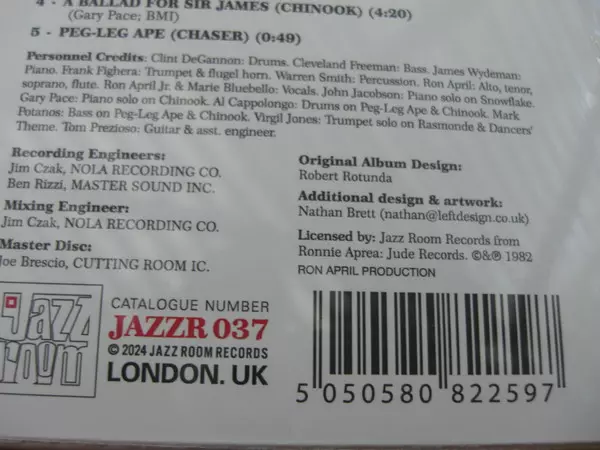 4 - A BALLAD FOR SIR JAMES (CHINOOK) (4:20)
(Gary Pace; BMI)
5 - PEG-LEG APE (CHASER) (0:49)
Personnel Credits: Clint DeGannon: Drums. Cleveland Freeman: Bass. James Wydeman:
Piano. Frank Fighera: Trumpet & flugel horn. Warren Smith: Percussion. Ron April: Alto, tenor,
soprano, flute. Ron April Jr. & Marie Bluebello: Vocals. John Jacobson: Piano solo on Snowflake.
Gary Pace: Piano solo on Chinook. Al Cappolongo: Drums on Peg-Leg Ape & Chinook. Mark
Potanos: Bass on Peg-Leg Ape & Chinook. Virgil Jones: Trumpet solo on Rasmonde & Dancers'
Theme. Tom Prezioso: Guitar & asst. engineer.
Recording Engineers:
Jim Czak, NOLA RECORDING CO.
Ben Rizzi, MASTER SOUND INC.
Mixing Engineer:
Jim Czak, NOLA RECORDING CO.
Master Disc:
Joe Brescio, CUTTING ROOM IC.
Original Album Design:
Robert Rotunda
Additional design & artwork:
Nathan Brett (nathan@leftdesign.co.uk)
Licensed by: Jazz Room Records from
Ronnie Aprea: Jude Records. ©&℗ 1982
RON APRIL PRODUCTION
jazz
room
CATALOGUE NUMBER
JAZZR 037
© 2024 JAZZ ROOM RECORDS
LONDON. UK
5 050580 822597